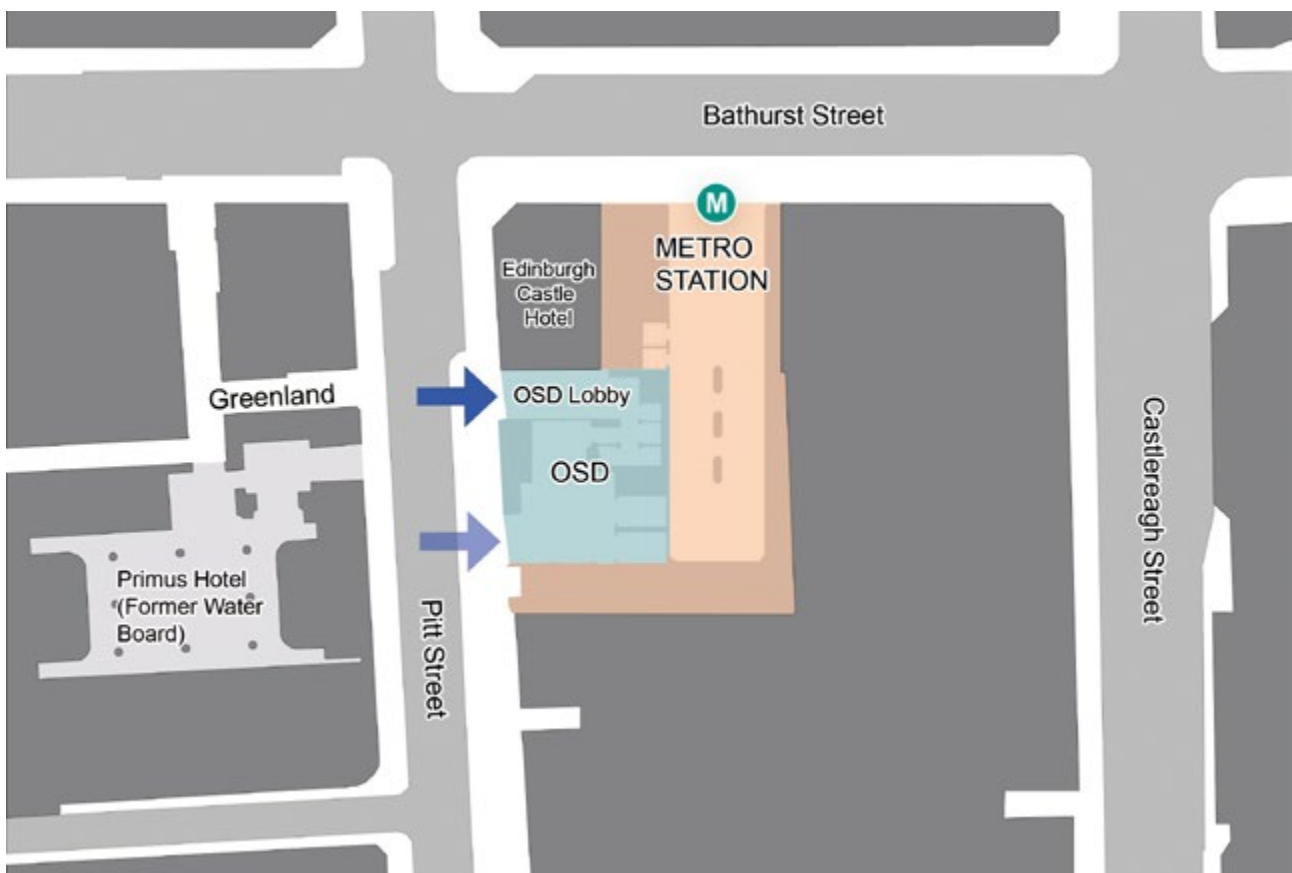 Bathurst Street
M
METRO
STATION
Edinburgh
Castle
Hotel
Greenland
OSD Lobby
OSD
Castlereagh Street
Primus Hotel
(Former Water
Board)
Pitt Street